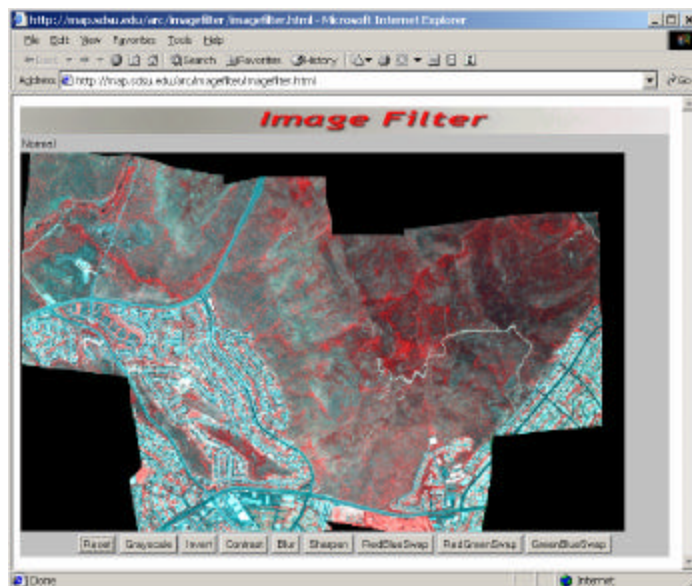 http://map.sdsu.edu/arc/imagefilter/imagefilter.html - Microsoft Internet Explorer
File Edit View Favorites Tools Help
Back Search Favorites History
Address http://map.sdsu.edu/arc/imagefilter/imagefilter.html Go
Image Filter
Normal
Reset Grayscale Invert Contrast Blur Sharpen RedBlueSwap RedGreenSwap GreenBlueSwap
Done Internet